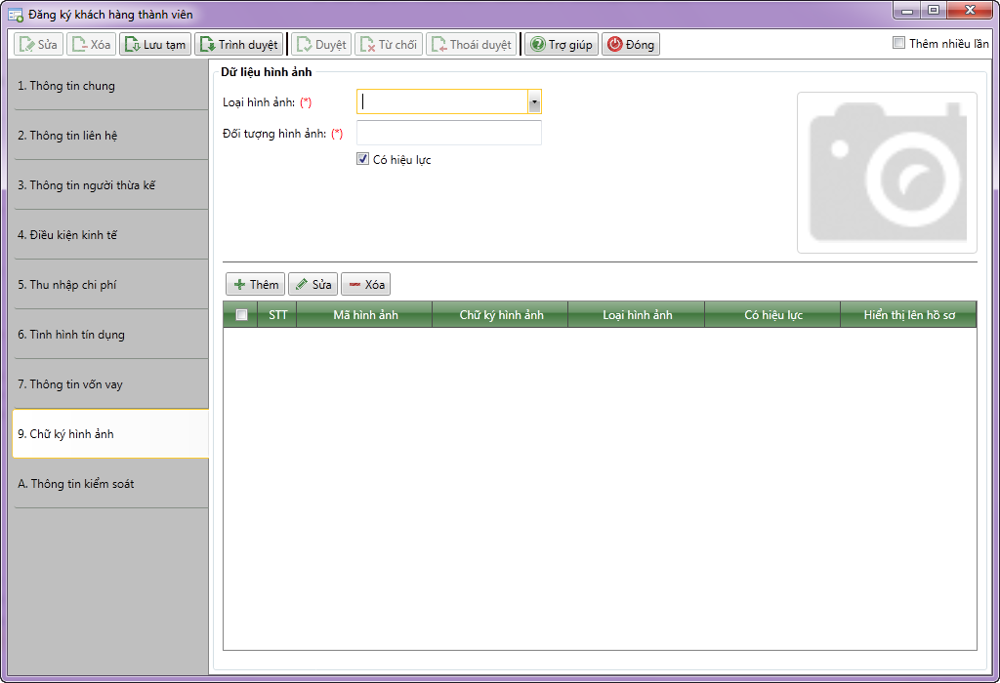 Đăng ký khách hàng thành viên
Sửa Xóa Lưu tạm Trình duyệt Duyệt Từ chối Thoái duyệt Trợ giúp Đóng Thêm nhiều lần
1. Thông tin chung
2. Thông tin liên hệ
3. Thông tin người thừa kế
4. Điều kiện kinh tế
5. Thu nhập chi phí
6. Tình hình tín dụng
7. Thông tin vốn vay
9. Chữ ký hình ảnh
A. Thông tin kiểm soát
Dữ liệu hình ảnh
Loại hình ảnh: (*)
Đối tượng hình ảnh: (*)
Có hiệu lực
Thêm Sửa Xóa
STT Mã hình ảnh Chữ ký hình ảnh Loại hình ảnh Có hiệu lực Hiển thị lên hồ sơ